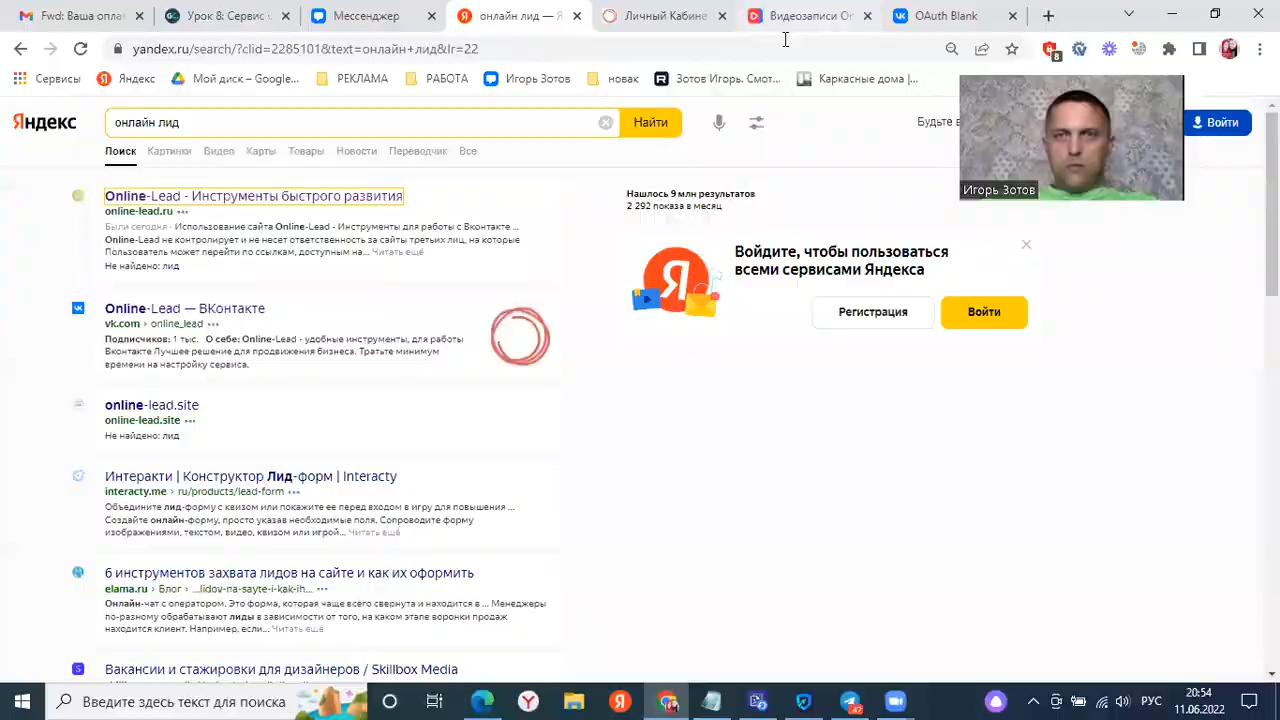 Fwd: Ваша оплат
Урок 8: Сервис «
Мессенджер
онлайн лид — Я
Личный Кабине
Видеозаписи On
OAuth Blank
yandex.ru/search/?clid=2285101&text=онлайн+лид&lr=22
8
Сервисы
Яндекс
Мой диск – Google...
РЕКЛАМА
РАБОТА
Игорь Зотов
новак
Зотов Игорь. Смот...
Каркасные дома |...
Яндекс
онлайн лид
Найти
Будьте в
Войти
Игорь Зотов
Поиск
Картинки
Видео
Карты
Товары
Новости
Переводчик
Все
Online-Lead - Инструменты быстрого развития
online-lead.ru
Были сегодня · Использование сайта Online-Lead - Инструменты для работы с Вконтакте ...
Online-Lead не контролирует и не несет ответственность за сайты третьих лиц, на которые
Пользователь может перейти по ссылкам, доступным на... Читать ещё
Не найдено: лид
Нашлось 9 млн результатов
2 292 показа в месяц
Войдите, чтобы пользоваться
всеми сервисами Яндекса
Регистрация
Войти
Online-Lead — ВКонтакте
vk.com › online_lead
Подписчиков: 1 тыс. О себе: Online-Lead - удобные инструменты, для работы
Вконтакте Лучшее решение для продвижения бизнеса. Тратьте минимум
времени на настройку сервиса.
online-lead.site
online-lead.site
Не найдено: лид
Интеракти | Конструктор Лид-форм | Interacty
interacty.me › ru/products/lead-form
Объедините лид-форму с квизом или покажите ее перед входом в игру для повышения ...
Создайте онлайн-форму, просто указав необходимые поля. Сопроводите форму
изображениями, текстом, видео, квизом или игрой... Читать ещё
6 инструментов захвата лидов на сайте и как их оформить
elama.ru › Блог › ...lidov-na-sayte-i-kak-ih...
Онлайн-чат с оператором. Это форма, которая чаще всего свернута и находится в ... Менеджеры
по-разному обрабатывают лиды в зависимости от того, на каком этапе воронки продаж
находится клиент. Например, если... Читать ещё
Вакансии и стажировки для дизайнеров / Skillbox Media
Введите здесь текст для поиска
47
РУС
20:54
11.06.2022